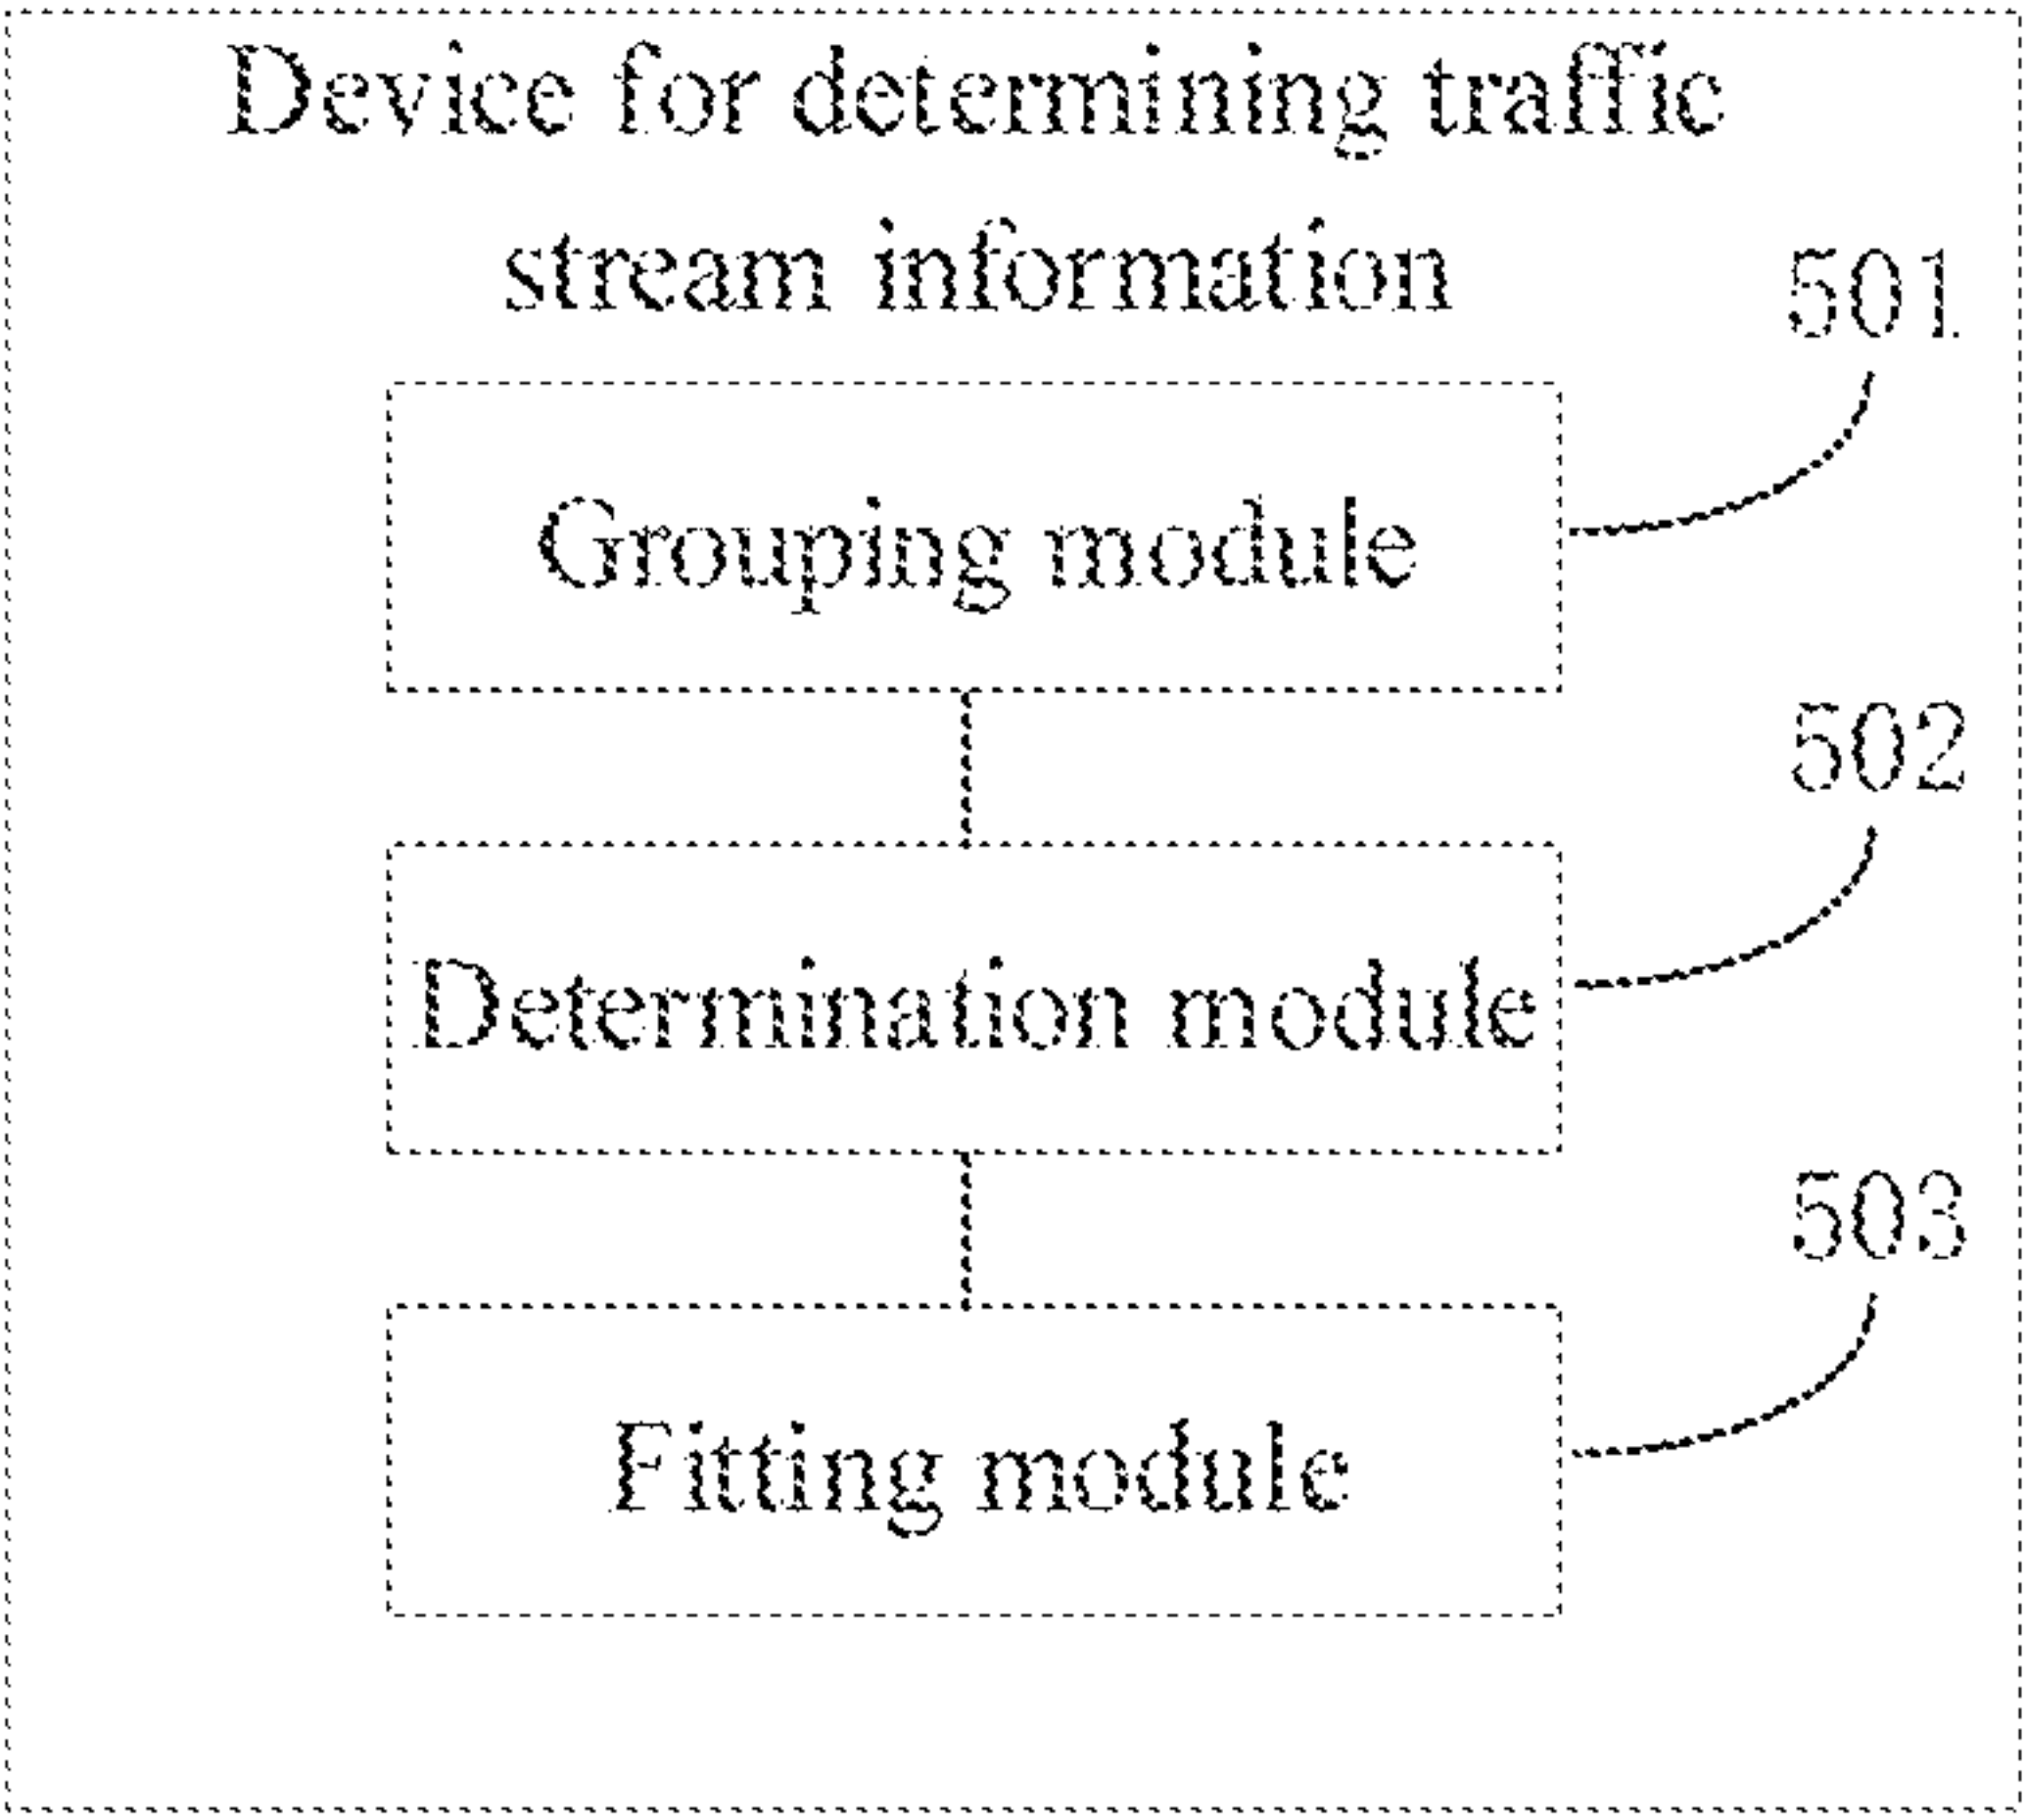 Device for determining traffic
stream information
501
Grouping module
502
Determination module
503
Fitting module